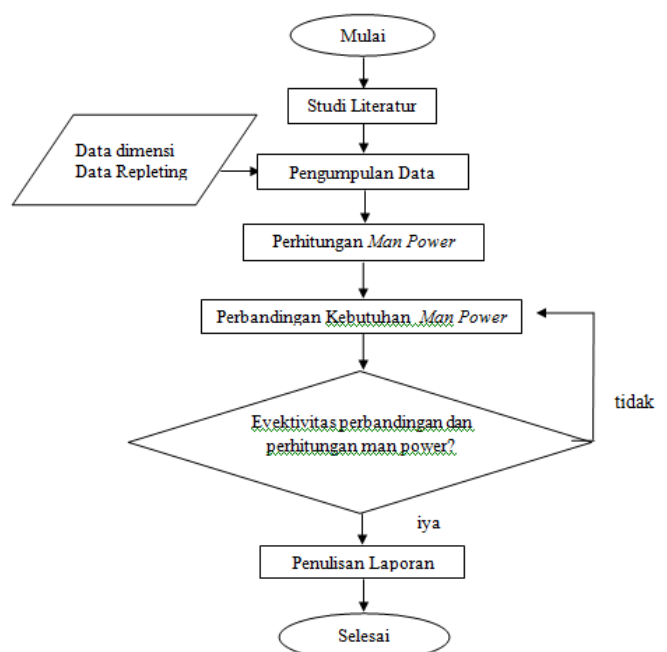 Mulai
Studi Literatur
Data dimensi
Data Repleting
Pengumpulan Data
Perhitungan Man Power
Perbandingan Kebutuhan Man Power
tidak
Evektivitas perbandingan dan
perhitungan man power?
iya
Penulisan Laporan
Selesai